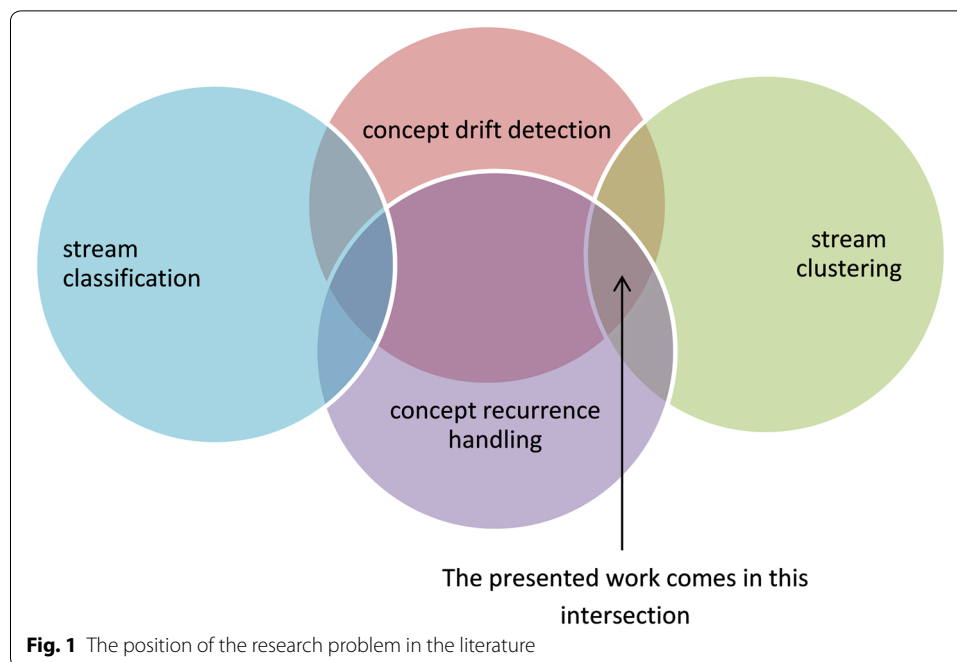 concept drift detection
stream
classification
stream
clustering
concept recurrence
handling
The presented work comes in this
intersection
Fig. 1 The position of the research problem in the literature